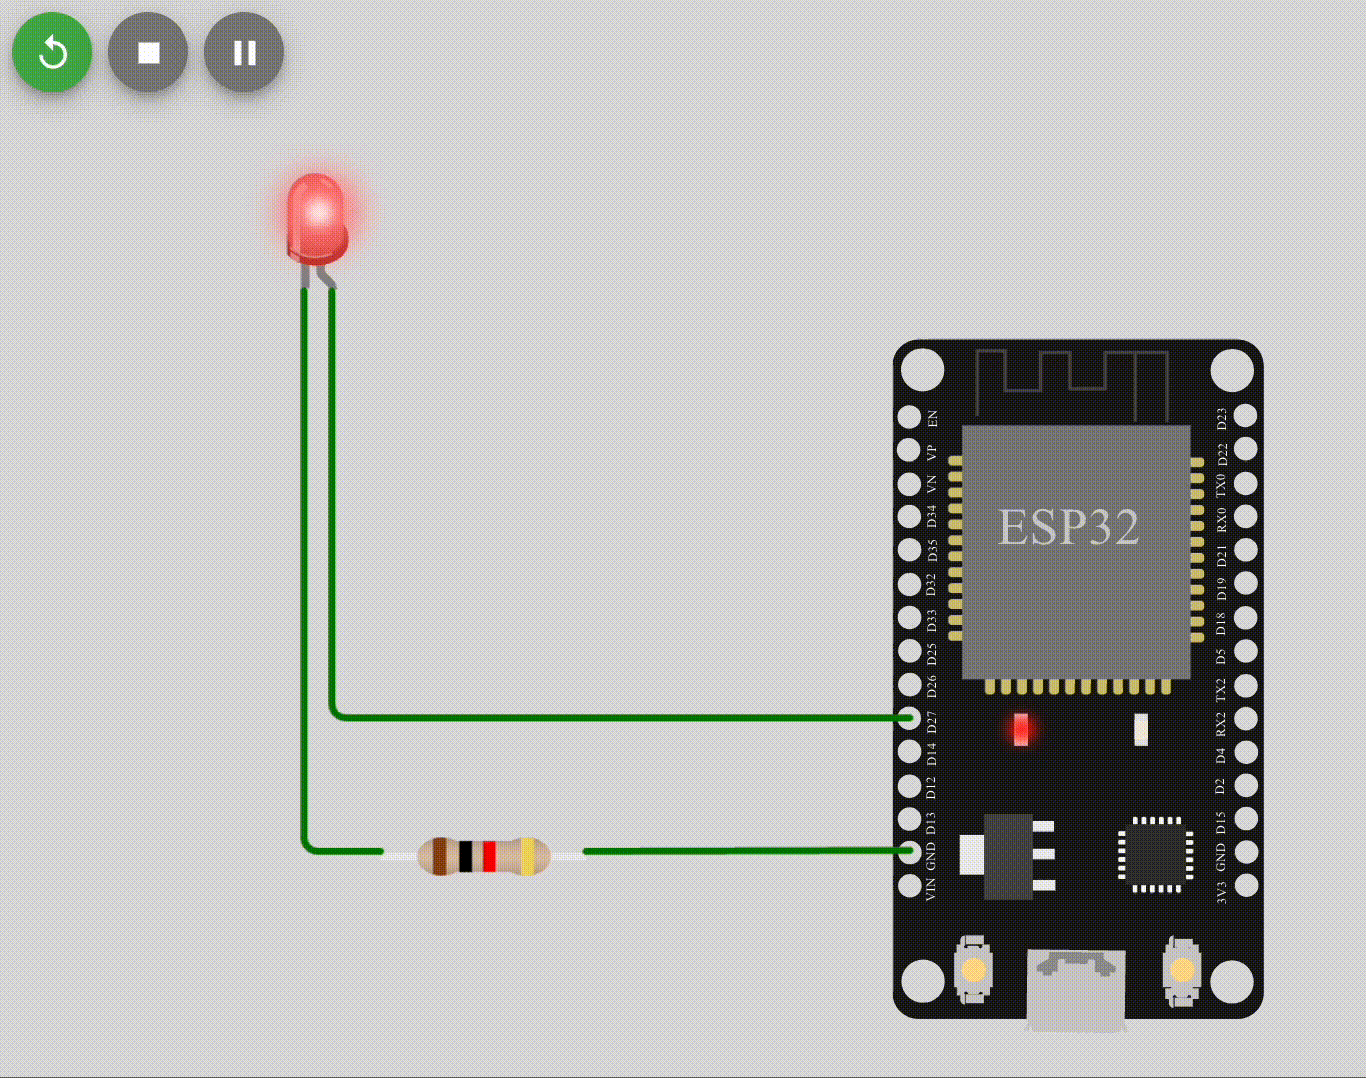 EN
VP
VN
D34
D35
D32
D33
D25
D26
D27
D14
D12
D13
GND
VIN
ESP32
D23
D22
TX0
RX0
D21
D19
D18
D5
TX2
RX2
D4
D2
D15
GND
3V3